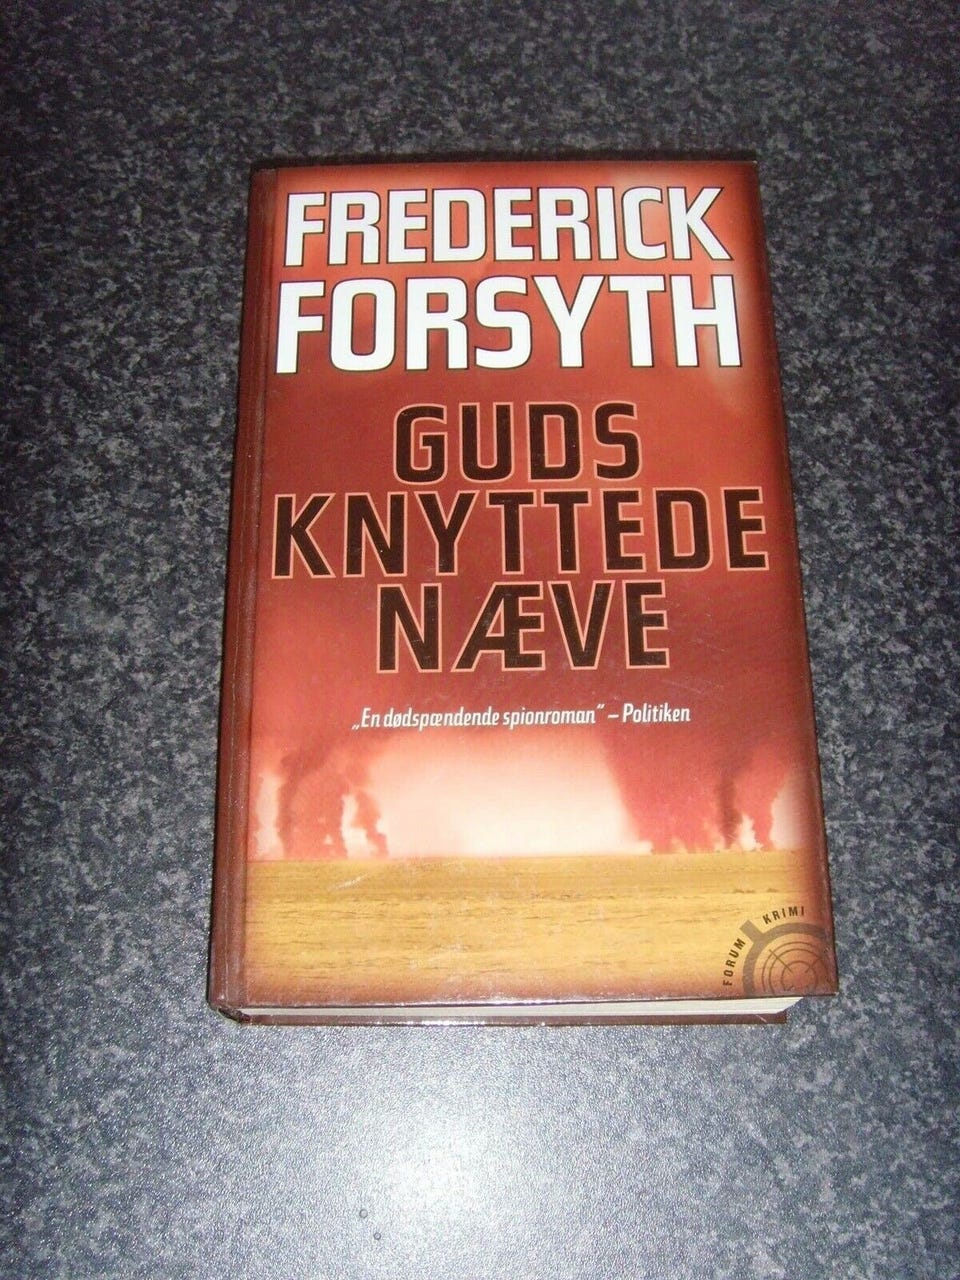 FREDERICK
FORSYTH
GUDS
KNYTTEDE
NÆVE
„En dødspændende spionroman“ – Politiken
FORUM KRIMI